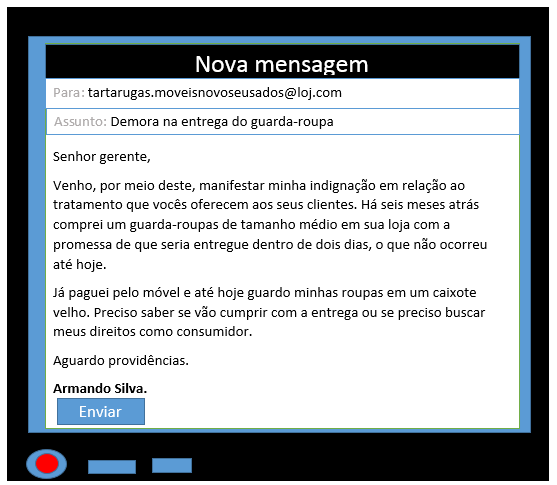 Nova mensagem
Para: tartarugas.moveisnovoseusados@loj.com
Assunto: Demora na entrega do guarda-roupa
Senhor gerente,
Venho, por meio deste, manifestar minha indignação em relação ao
tratamento que vocês oferecem aos seus clientes. Há seis meses atrás
comprei um guarda-roupas de tamanho médio em sua loja com a
promessa de que seria entregue dentro de dois dias, o que não ocorreu
até hoje.
Já paguei pelo móvel e até hoje guardo minhas roupas em um caixote
velho. Preciso saber se vão cumprir com a entrega ou se preciso buscar
meus direitos como consumidor.
Aguardo providências.
Armando Silva.
Enviar